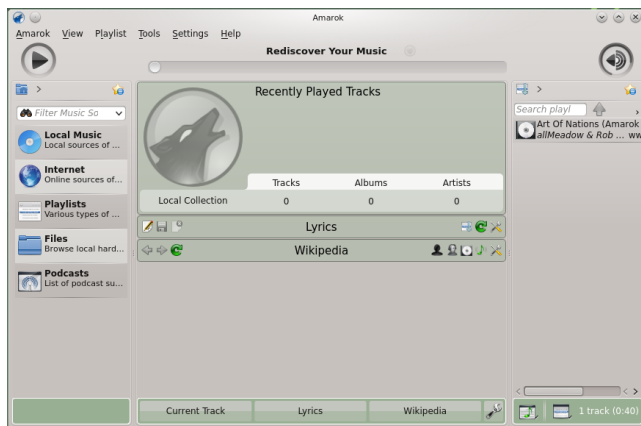 Amarok
Amarok View Playlist Tools Settings Help
Rediscover Your Music
Filter Music So
Local Music
Local sources of ...
Internet
Online sources of...
Playlists
Various types of ...
Files
Browse local hard...
Podcasts
List of podcast su...
Recently Played Tracks
Tracks Albums Artists
Local Collection 0 0 0
Lyrics
Wikipedia
Current Track Lyrics Wikipedia
Search playl
Art Of Nations (Amarok
allMeadow & Rob ... ww
1 track (0:40)